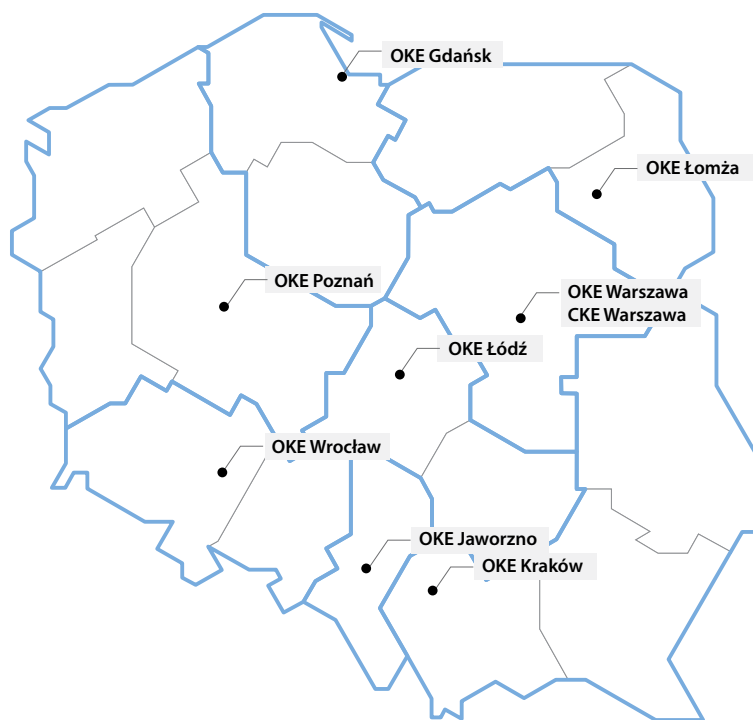 OKE Gdańsk
OKE Łomża
OKE Poznań
OKE Warszawa
CKE Warszawa
OKE Łódź
OKE Wrocław
OKE Jaworzno
OKE Kraków